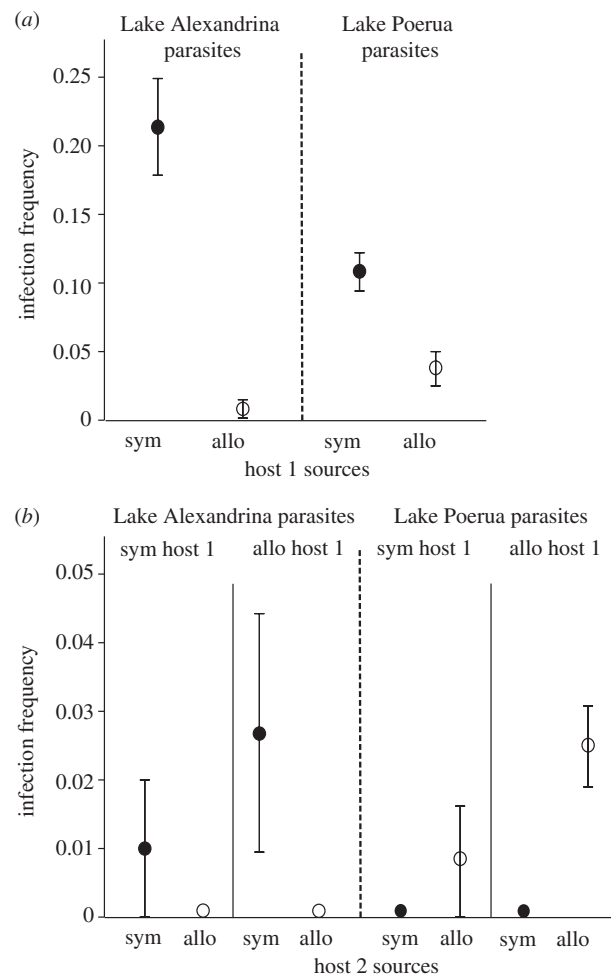 (a)
Lake Alexandrina
parasites
Lake Poerua
parasites
0.25
0.20
0.15
0.10
0.05
0
infection frequency
sym allo sym allo
host 1 sources
(b)
Lake Alexandrina parasites Lake Poerua parasites
sym host 1 allo host 1 sym host 1 allo host 1
0.05
0.04
0.03
0.02
0.01
0
infection frequency
sym allo sym allo sym allo sym allo
host 2 sources